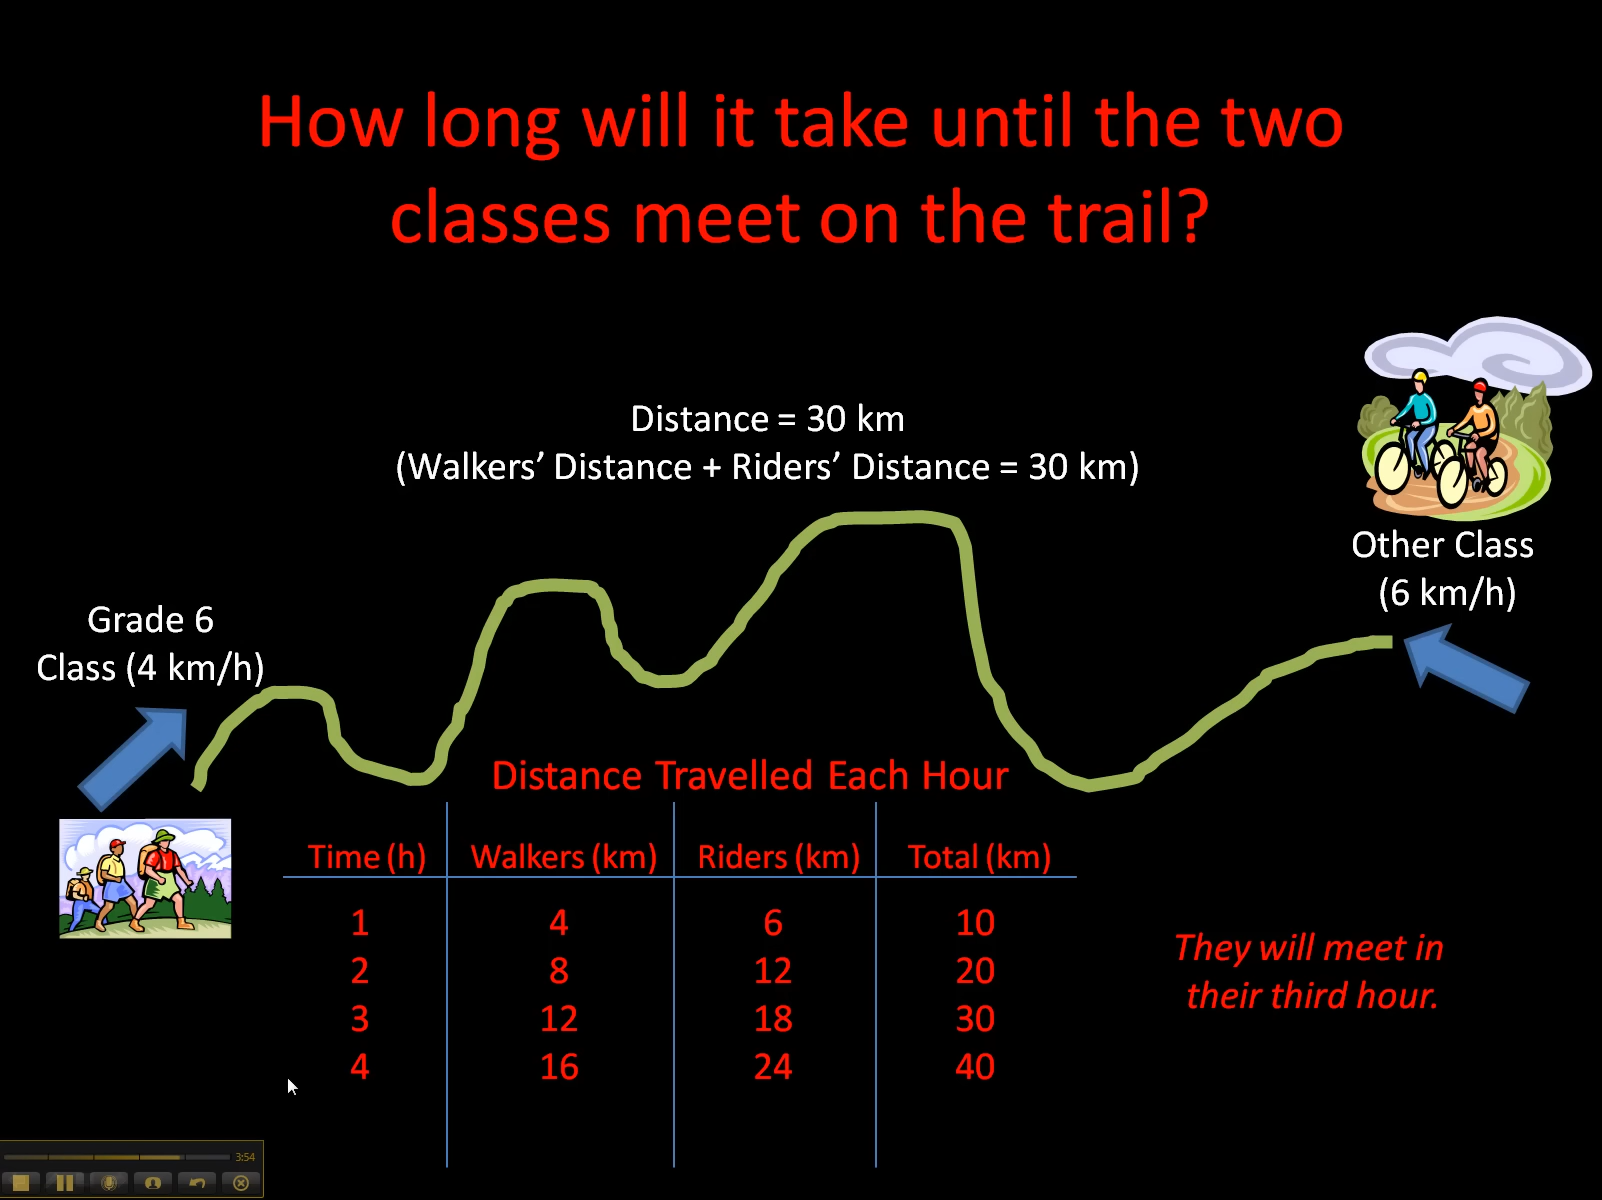 How long will it take until the two
classes meet on the trail?
Distance = 30 km
(Walkers’ Distance + Riders’ Distance = 30 km)
Other Class
(6 km/h)
Grade 6
Class (4 km/h)
Distance Travelled Each Hour
Time (h) Walkers (km) Riders (km) Total (km)
1 4 6 10
2 8 12 20
3 12 18 30
4 16 24 40
They will meet in
their third hour.
3:54